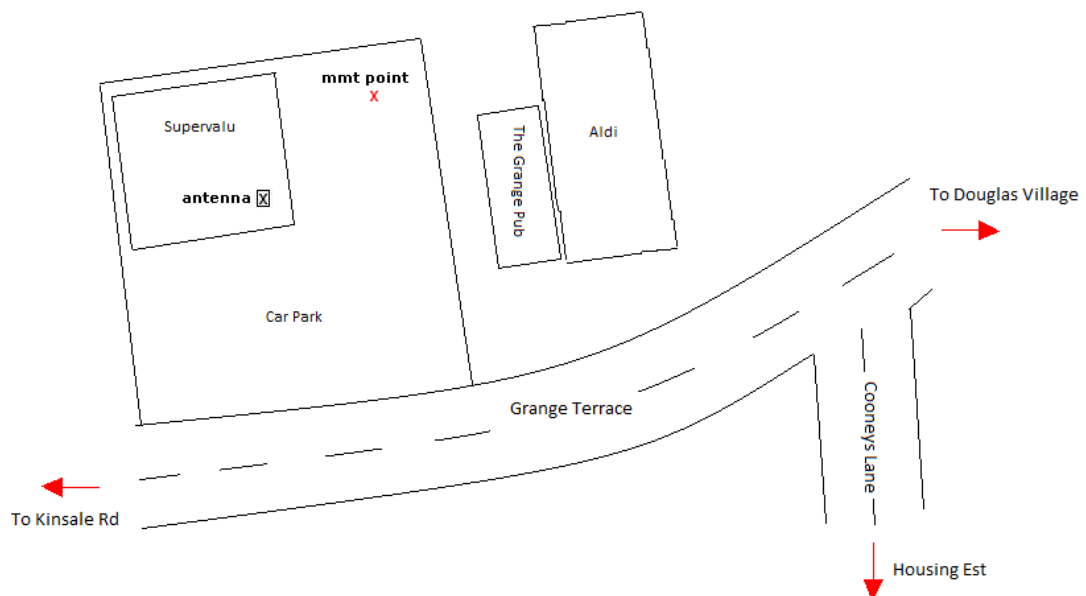 mmt point
X
Supervalu
antenna X
The Grange Pub
Aldi
To Douglas Village
Car Park
Grange Terrace
Cooneys Lane
To Kinsale Rd
Housing Est